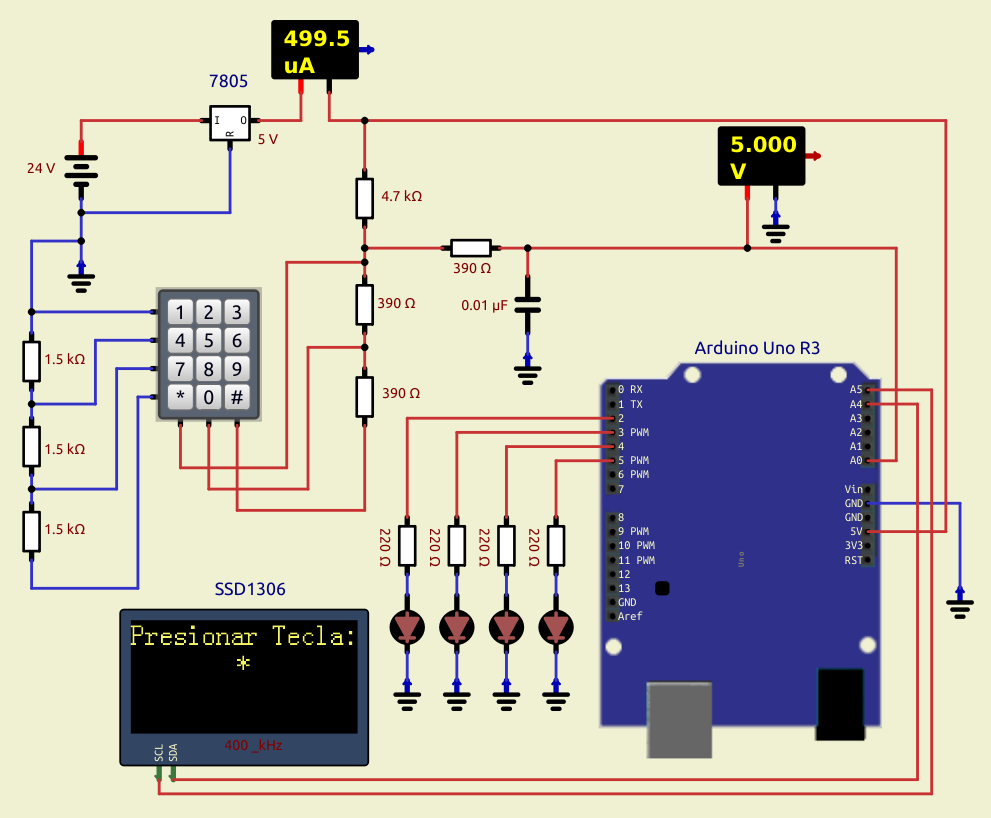 499.5
uA
7805
I
O
R
5 V
24 V
5.000
V
4.7 kΩ
390 Ω
390 Ω
0.01 µF
390 Ω
1 2 3
4 5 6
7 8 9
* 0 #
1.5 kΩ
1.5 kΩ
1.5 kΩ
Arduino Uno R3
0 RX
1 TX
2
3 PWM
4
5 PWM
6 PWM
7
8
9 PWM
10 PWM
11 PWM
12
13
GND
Aref
A5
A4
A3
A2
A1
A0
Vin
GND
GND
5V
3V3
RST
Uno
220 Ω
220 Ω
220 Ω
220 Ω
SSD1306
Presionar Tecla:
*
400_kHz
SCL
SDA